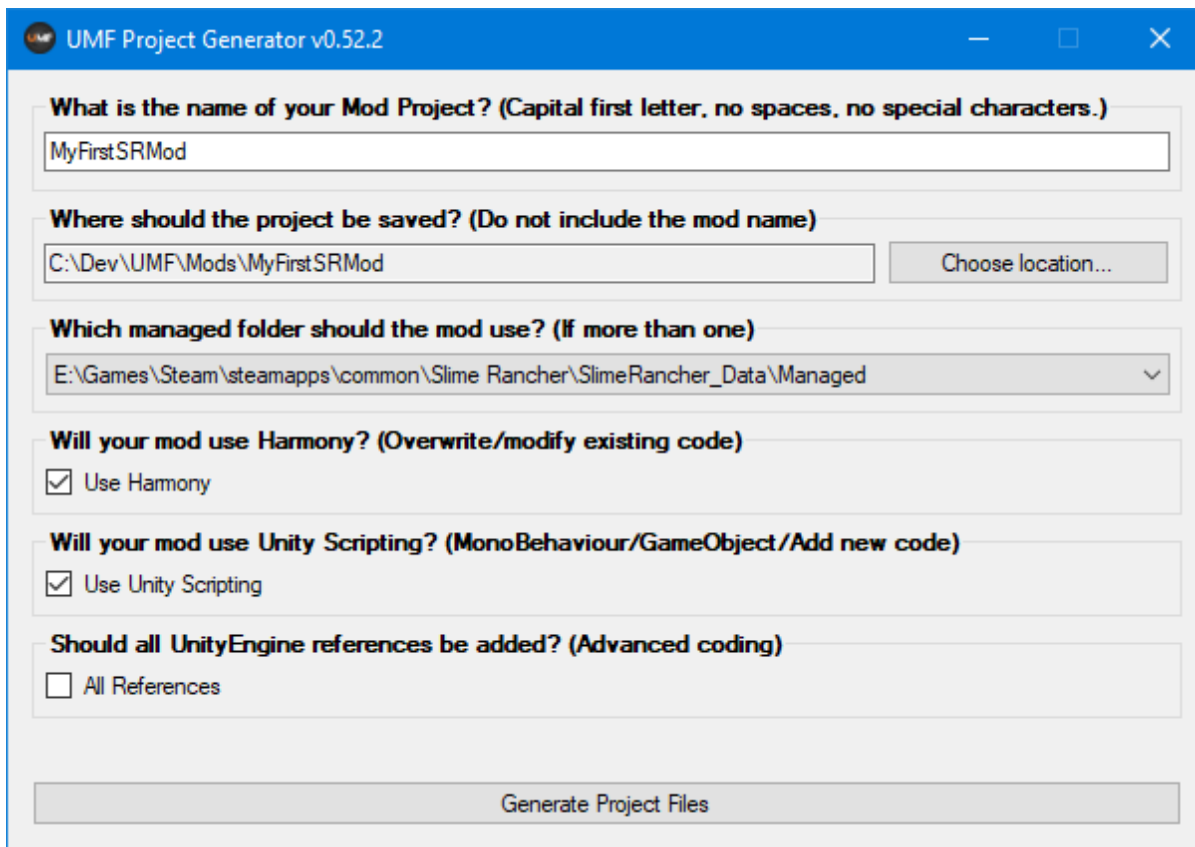 UMF Project Generator v0.52.2
What is the name of your Mod Project? (Capital first letter, no spaces, no special characters.)
MyFirstSRMod
Where should the project be saved? (Do not include the mod name)
C:\Dev\UMF\Mods\MyFirstSRMod
Choose location...
Which managed folder should the mod use? (If more than one)
E:\Games\Steam\steamapps\common\Slime Rancher\SlimeRancher_Data\Managed
Will your mod use Harmony? (Overwrite/modify existing code)
Use Harmony
Will your mod use Unity Scripting? (MonoBehaviour/GameObject/Add new code)
Use Unity Scripting
Should all UnityEngine references be added? (Advanced coding)
All References
Generate Project Files